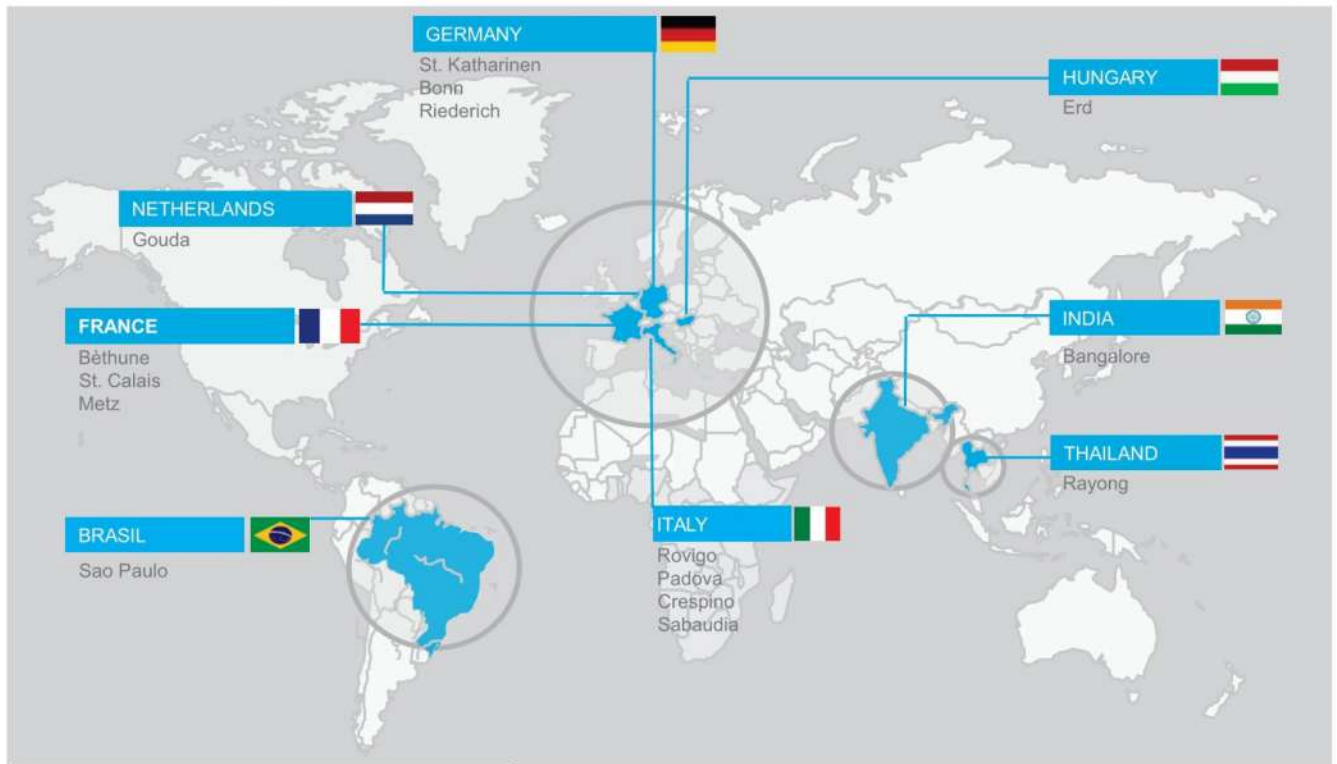 GERMANY
St. Katharinen
Bonn
Riederich
HUNGARY
Erd
NETHERLANDS
Gouda
FRANCE
Bèthune
St. Calais
Metz
INDIA
Bangalore
THAILAND
Rayong
BRASIL
Sao Paulo
ITALY
Rovigo
Padova
Crespino
Sabaudia